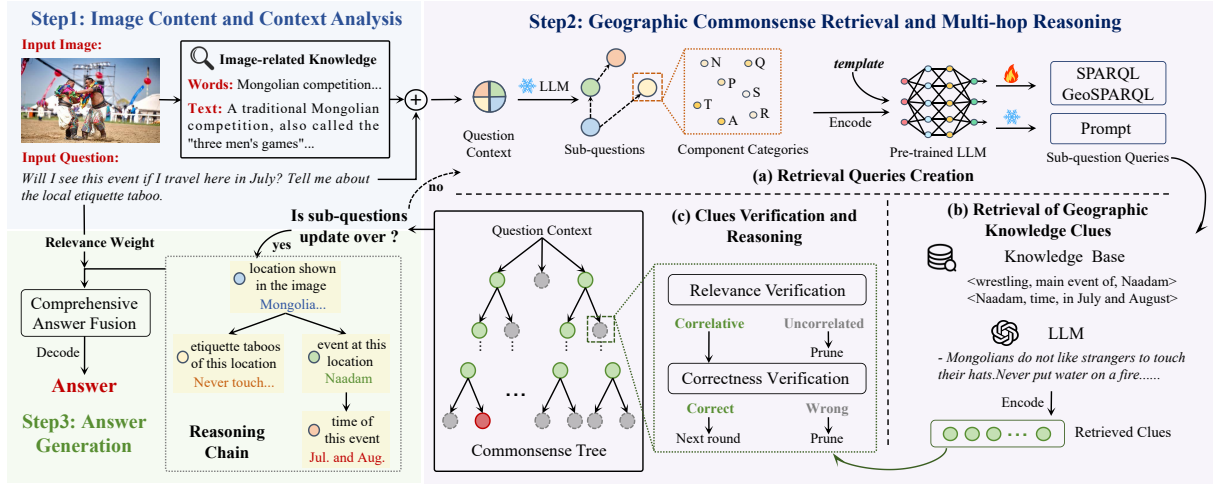 Step1: Image Content and Context Analysis
Input Image:
Image-related Knowledge
Words: Mongolian competition...
Text: A traditional Mongolian
competition, also called the
"three men's games"...
Input Question:
Will I see this event if I travel here in July? Tell me about
the local etiquette taboo.
Step2: Geographic Commonsense Retrieval and Multi-hop Reasoning
Question
Context
LLM
Sub-questions
N
Q
P
S
T
R
A
Component Categories
template
Encode
Pre-trained LLM
SPARQL
GeoSPARQL
Prompt
Sub-question Queries
(a) Retrieval Queries Creation
no
Is sub-questions
update over ?
yes
Relevance Weight
Comprehensive
Answer Fusion
Decode
Answer
Step3: Answer
Generation
location shown
in the image
Mongolia...
etiquette taboos
of this location
Never touch...
event at this
location
Naadam
time of
this event
Jul. and Aug.
Reasoning
Chain
Question Context
...
Commonsense Tree
(c) Clues Verification and
Reasoning
Relevance Verification
Correlative
Uncorrelated
Prune
Correctness Verification
Correct
Wrong
Next round
Prune
(b) Retrieval of Geographic
Knowledge Clues
Knowledge Base
<wrestling, main event of, Naadam>
<Naadam, time, in July and August>
LLM
- Mongolians do not like strangers to touch
their hats.Never put water on a fire......
Encode
...
Retrieved Clues